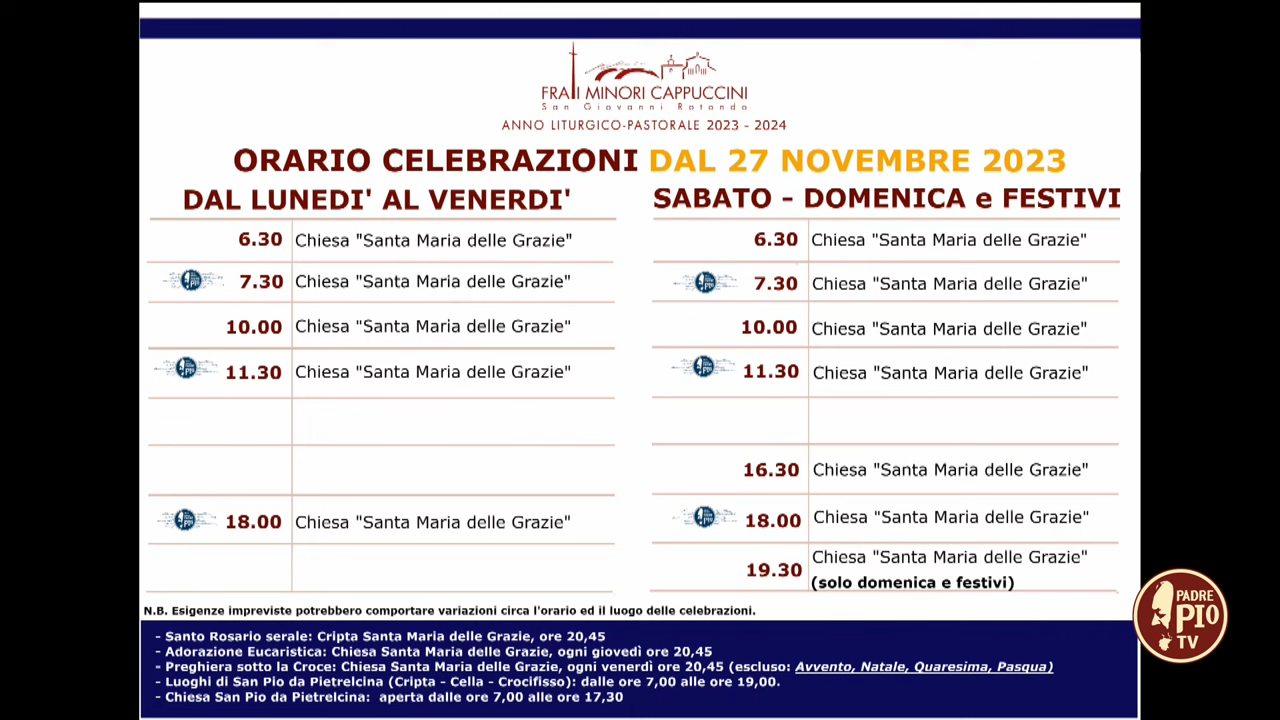 FRATI MINORI CAPPUCCINI
San Giovanni Rotondo
ANNO LITURGICO-PASTORALE 2023 - 2024
ORARIO CELEBRAZIONI DAL 27 NOVEMBRE 2023
DAL LUNEDI' AL VENERDI'
6.30 Chiesa "Santa Maria delle Grazie"
7.30 Chiesa "Santa Maria delle Grazie"
10.00 Chiesa "Santa Maria delle Grazie"
11.30 Chiesa "Santa Maria delle Grazie"
18.00 Chiesa "Santa Maria delle Grazie"
SABATO - DOMENICA e FESTIVI
6.30 Chiesa "Santa Maria delle Grazie"
7.30 Chiesa "Santa Maria delle Grazie"
10.00 Chiesa "Santa Maria delle Grazie"
11.30 Chiesa "Santa Maria delle Grazie"
16.30 Chiesa "Santa Maria delle Grazie"
18.00 Chiesa "Santa Maria delle Grazie"
19.30 Chiesa "Santa Maria delle Grazie"
(solo domenica e festivi)
N.B. Esigenze impreviste potrebbero comportare variazioni circa l'orario ed il luogo delle celebrazioni.
- Santo Rosario serale: Cripta Santa Maria delle Grazie, ore 20,45
- Adorazione Eucaristica: Chiesa Santa Maria delle Grazie, ogni giovedì ore 20,45
- Preghiera sotto la Croce: Chiesa Santa Maria delle Grazie, ogni venerdì ore 20,45 (escluso: Avvento, Natale, Quaresima, Pasqua)
- Luoghi di San Pio da Pietrelcina (Cripta - Cella - Crocifisso): dalle ore 7,00 alle ore 19,00.
- Chiesa San Pio da Pietrelcina: aperta dalle ore 7,00 alle ore 17,30
PADRE
PIO
TV